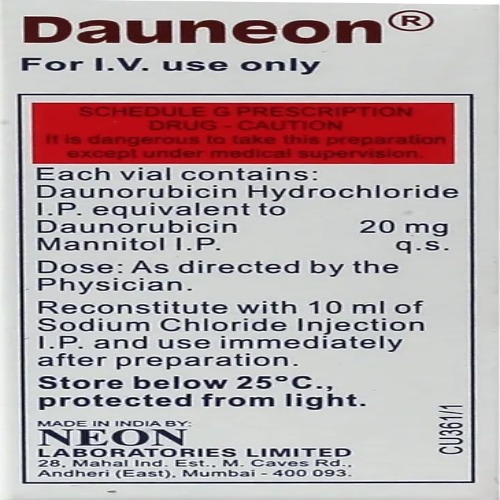 Dauneon®
For I.V. use only
SCHEDULE G PRESCRIPTION
DRUG - CAUTION
It is dangerous to take this preparation
except under medical supervision.
Each vial contains:
Daunorubicin Hydrochloride
I.P. equivalent to
Daunorubicin 20 mg
Mannitol I.P. q.s.
Dose: As directed by the
Physician.
Reconstitute with 10 ml of
Sodium Chloride Injection
I.P. and use immediately
after preparation.
Store below 25°C.,
protected from light.
MADE IN INDIA BY:
NEON
LABORATORIES LIMITED
28, Mahal Ind. Est., M. Caves Rd.,
Andheri (East), Mumbai - 400 093.
CU361/1